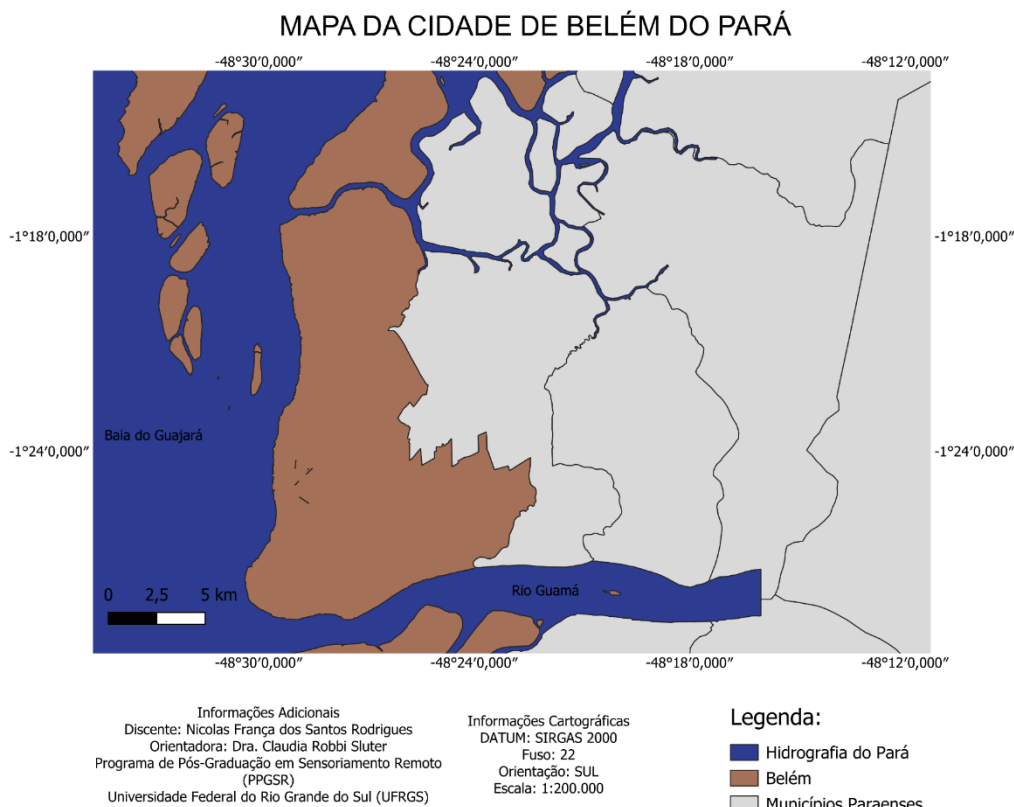 MAPA DA CIDADE DE BELÉM DO PARÁ
-48°30′0,000″ -48°24′0,000″ -48°18′0,000″ -48°12′0,000″
-1°18′0,000″ -1°18′0,000″
Baia do Guajará
-1°24′0,000″ -1°24′0,000″
Rio Guamá
0 2,5 5 km
-48°30′0,000″ -48°24′0,000″ -48°18′0,000″ -48°12′0,000″
Informações Adicionais
Discente: Nicolas França dos Santos Rodrigues
Orientadora: Dra. Claudia Robbi Sluter
Programa de Pós-Graduação em Sensoriamento Remoto
(PPGSR)
Universidade Federal do Rio Grande do Sul (UFRGS)
Informações Cartográficas
DATUM: SIRGAS 2000
Fuso: 22
Orientação: SUL
Escala: 1:200.000
Legenda:
Hidrografia do Pará
Belém
Municípios Paraenses